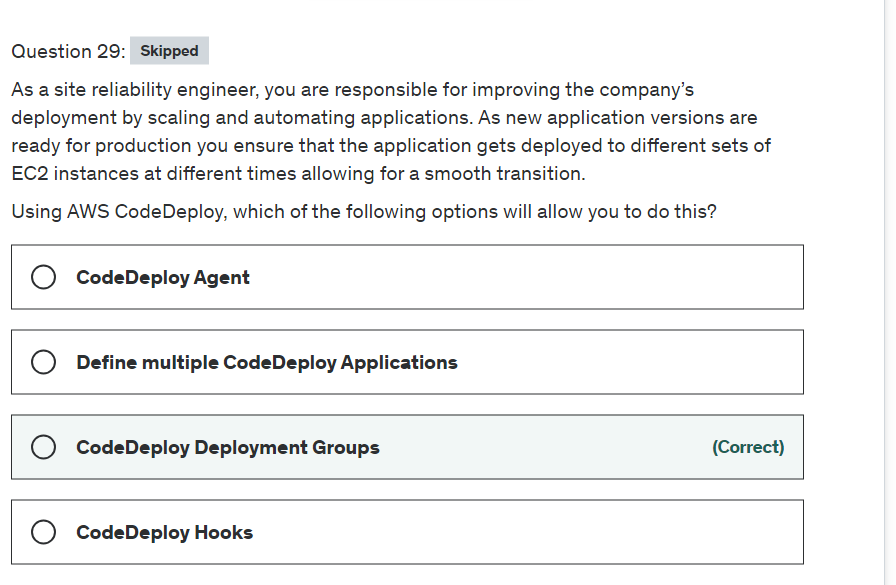 Question 29: Skipped
As a site reliability engineer, you are responsible for improving the company’s
deployment by scaling and automating applications. As new application versions are
ready for production you ensure that the application gets deployed to different sets of
EC2 instances at different times allowing for a smooth transition.
Using AWS CodeDeploy, which of the following options will allow you to do this?
CodeDeploy Agent
Define multiple CodeDeploy Applications
CodeDeploy Deployment Groups (Correct)
CodeDeploy Hooks